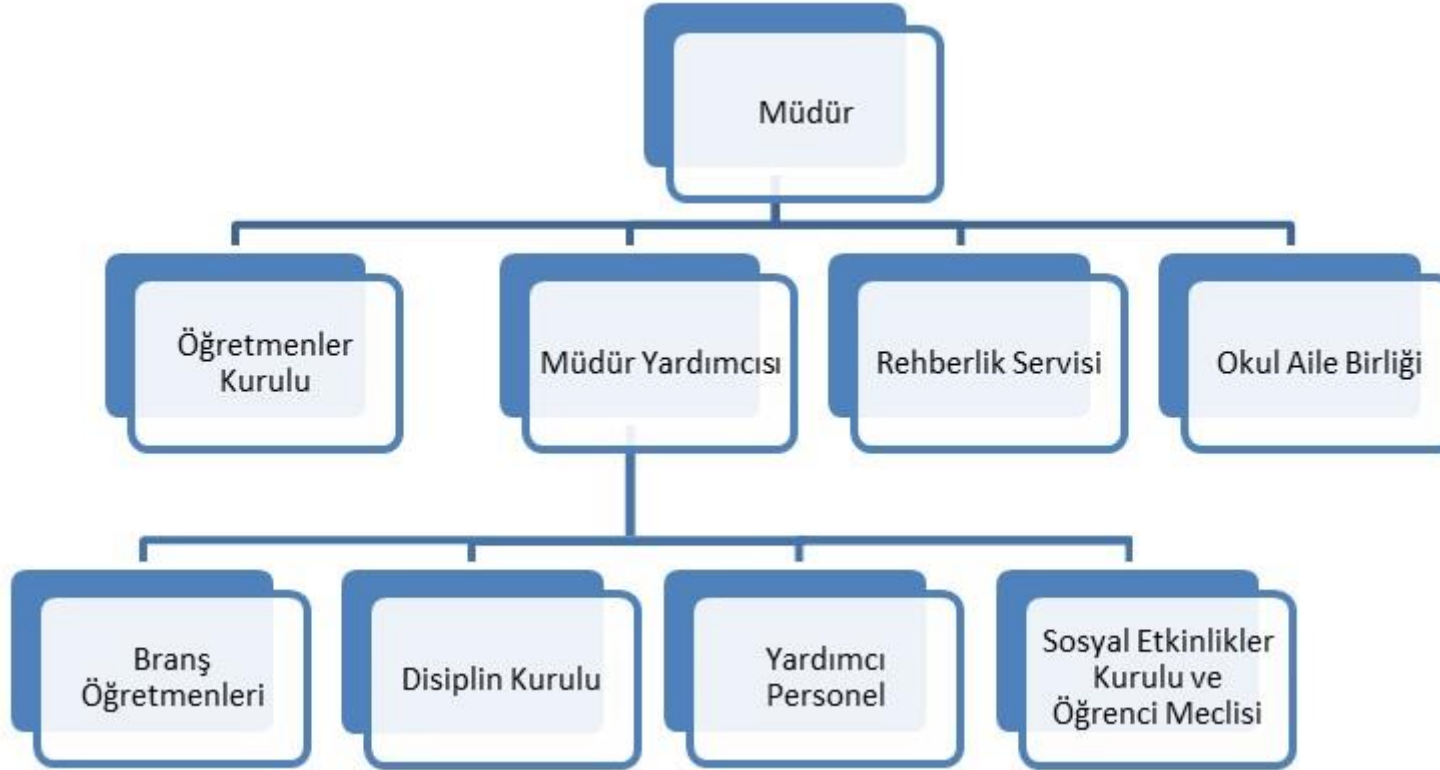 Müdür
Öğretmenler
Kurulu
Müdür Yardımcısı
Rehberlik Servisi
Okul Aile Birliği
Branş
Öğretmenleri
Disiplin Kurulu
Yardımcı
Personel
Sosyal Etkinlikler
Kurulu ve
Öğrenci Meclisi